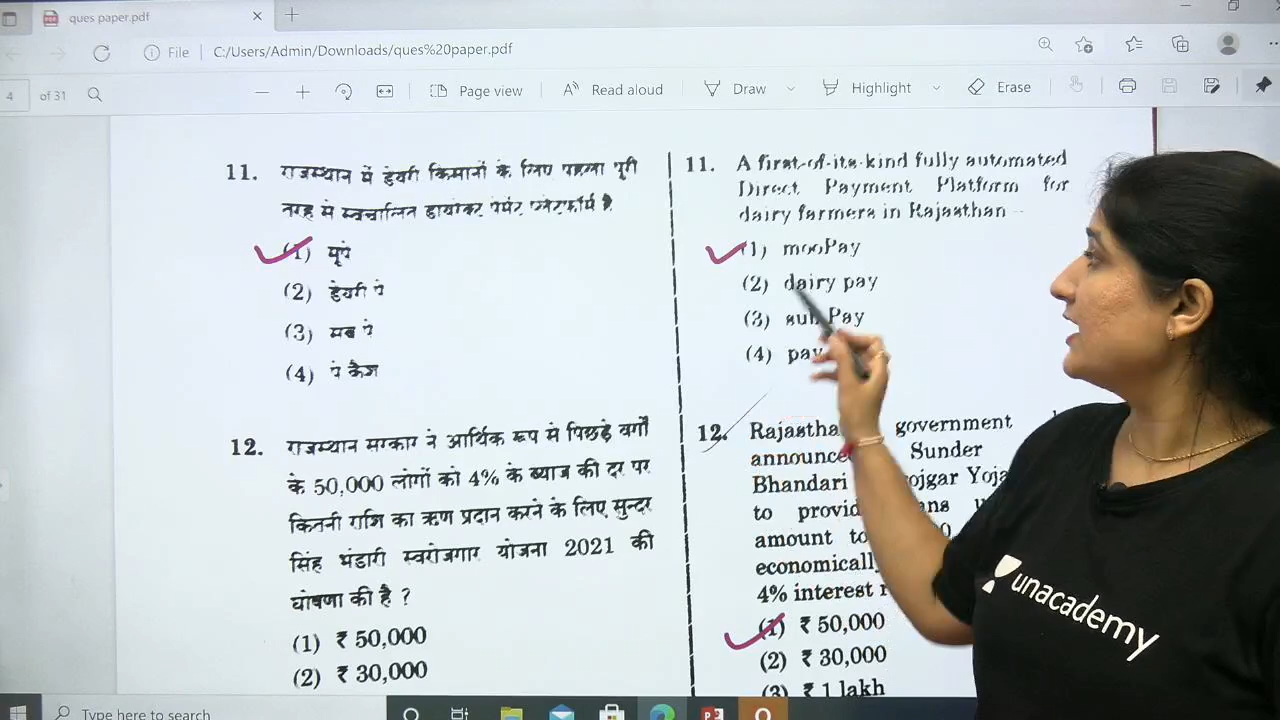 ques paper.pdf
File
C:/Users/Admin/Downloads/ques%20paper.pdf
4 of 31
Page view
Read aloud
Draw
Highlight
Erase
11. राजस्थान में डेयरी किसानों के लिए पहला पूरी
तरह से स्वचालित डायरेक्ट पेमेंट प्लेटफॉर्म है
(1) मूपे
(2) डेयरी पे
(3) सब पे
(4) पे कैज
12. राजस्थान सरकार ने आर्थिक रूप से पिछड़े वर्गों
के 50,000 लोगों को 4% के ब्याज की दर पर
कितनी राशि का ऋण प्रदान करने के लिए सुन्दर
सिंह भंडारी स्वरोजगार योजना 2021 की
घोषणा की है ?
(1) ₹ 50,000
(2) ₹ 30,000
11. A first-of-its-kind fully automated
Direct Payment Platform for
dairy farmers in Rajasthan –
(1) mooPay
(2) dairy pay
(3) sub Pay
(4) pay
12. Rajastha government
announce Sunder
Bhandari ojgar Yoja
to provid ans
amount to
economically
4% interest r
(1) ₹ 50,000
(2) ₹ 30,000
(3) ₹ 1 lakh
unacademy
Type here to search